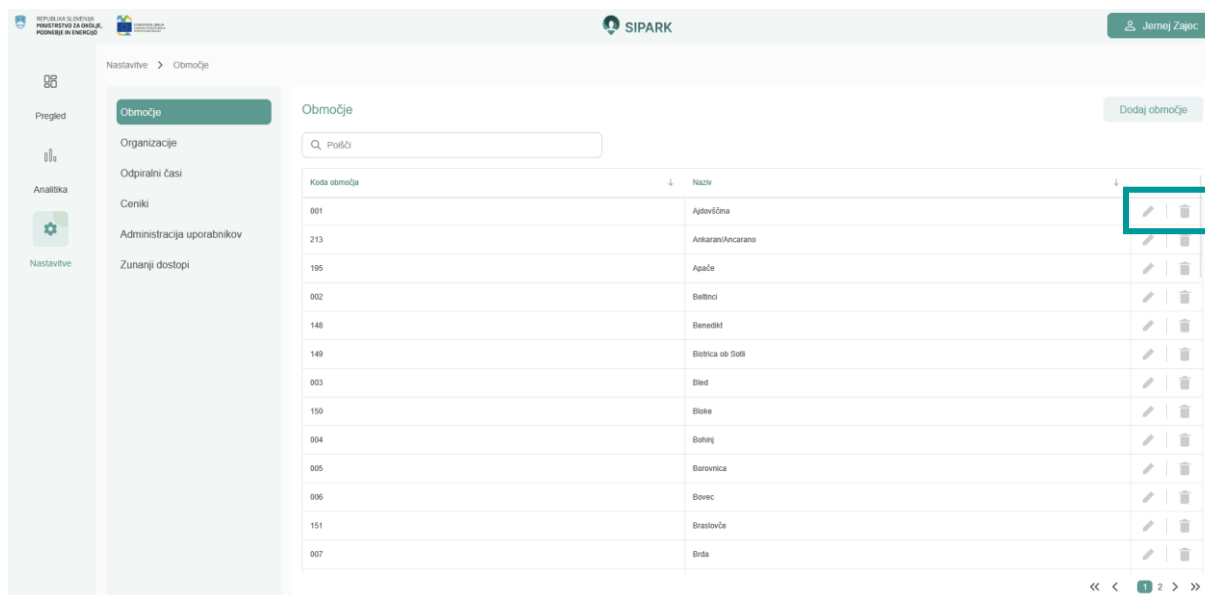 REPUBLIKA SLOVENIJA
MINISTRSTVO ZA OKOLJE,
PODNEBJE IN ENERGIJO
SIPARK
Jernej Zajec
Nastavitve > Območje
Pregled
Analitika
Nastavitve
Območje
Organizacije
Odpiralni časi
Ceniki
Administracija uporabnikov
Zunanji dostopi
Območje
Dodaj območje
Poišči
Koda območja Naziv
001 Ajdovščina
213 Ankaran/Ancarano
195 Apače
002 Beltinci
148 Benedikt
149 Bistrica ob Sotli
003 Bled
150 Bloke
004 Bohinj
005 Borovnica
006 Bovec
151 Braslovče
007 Brda
1 2